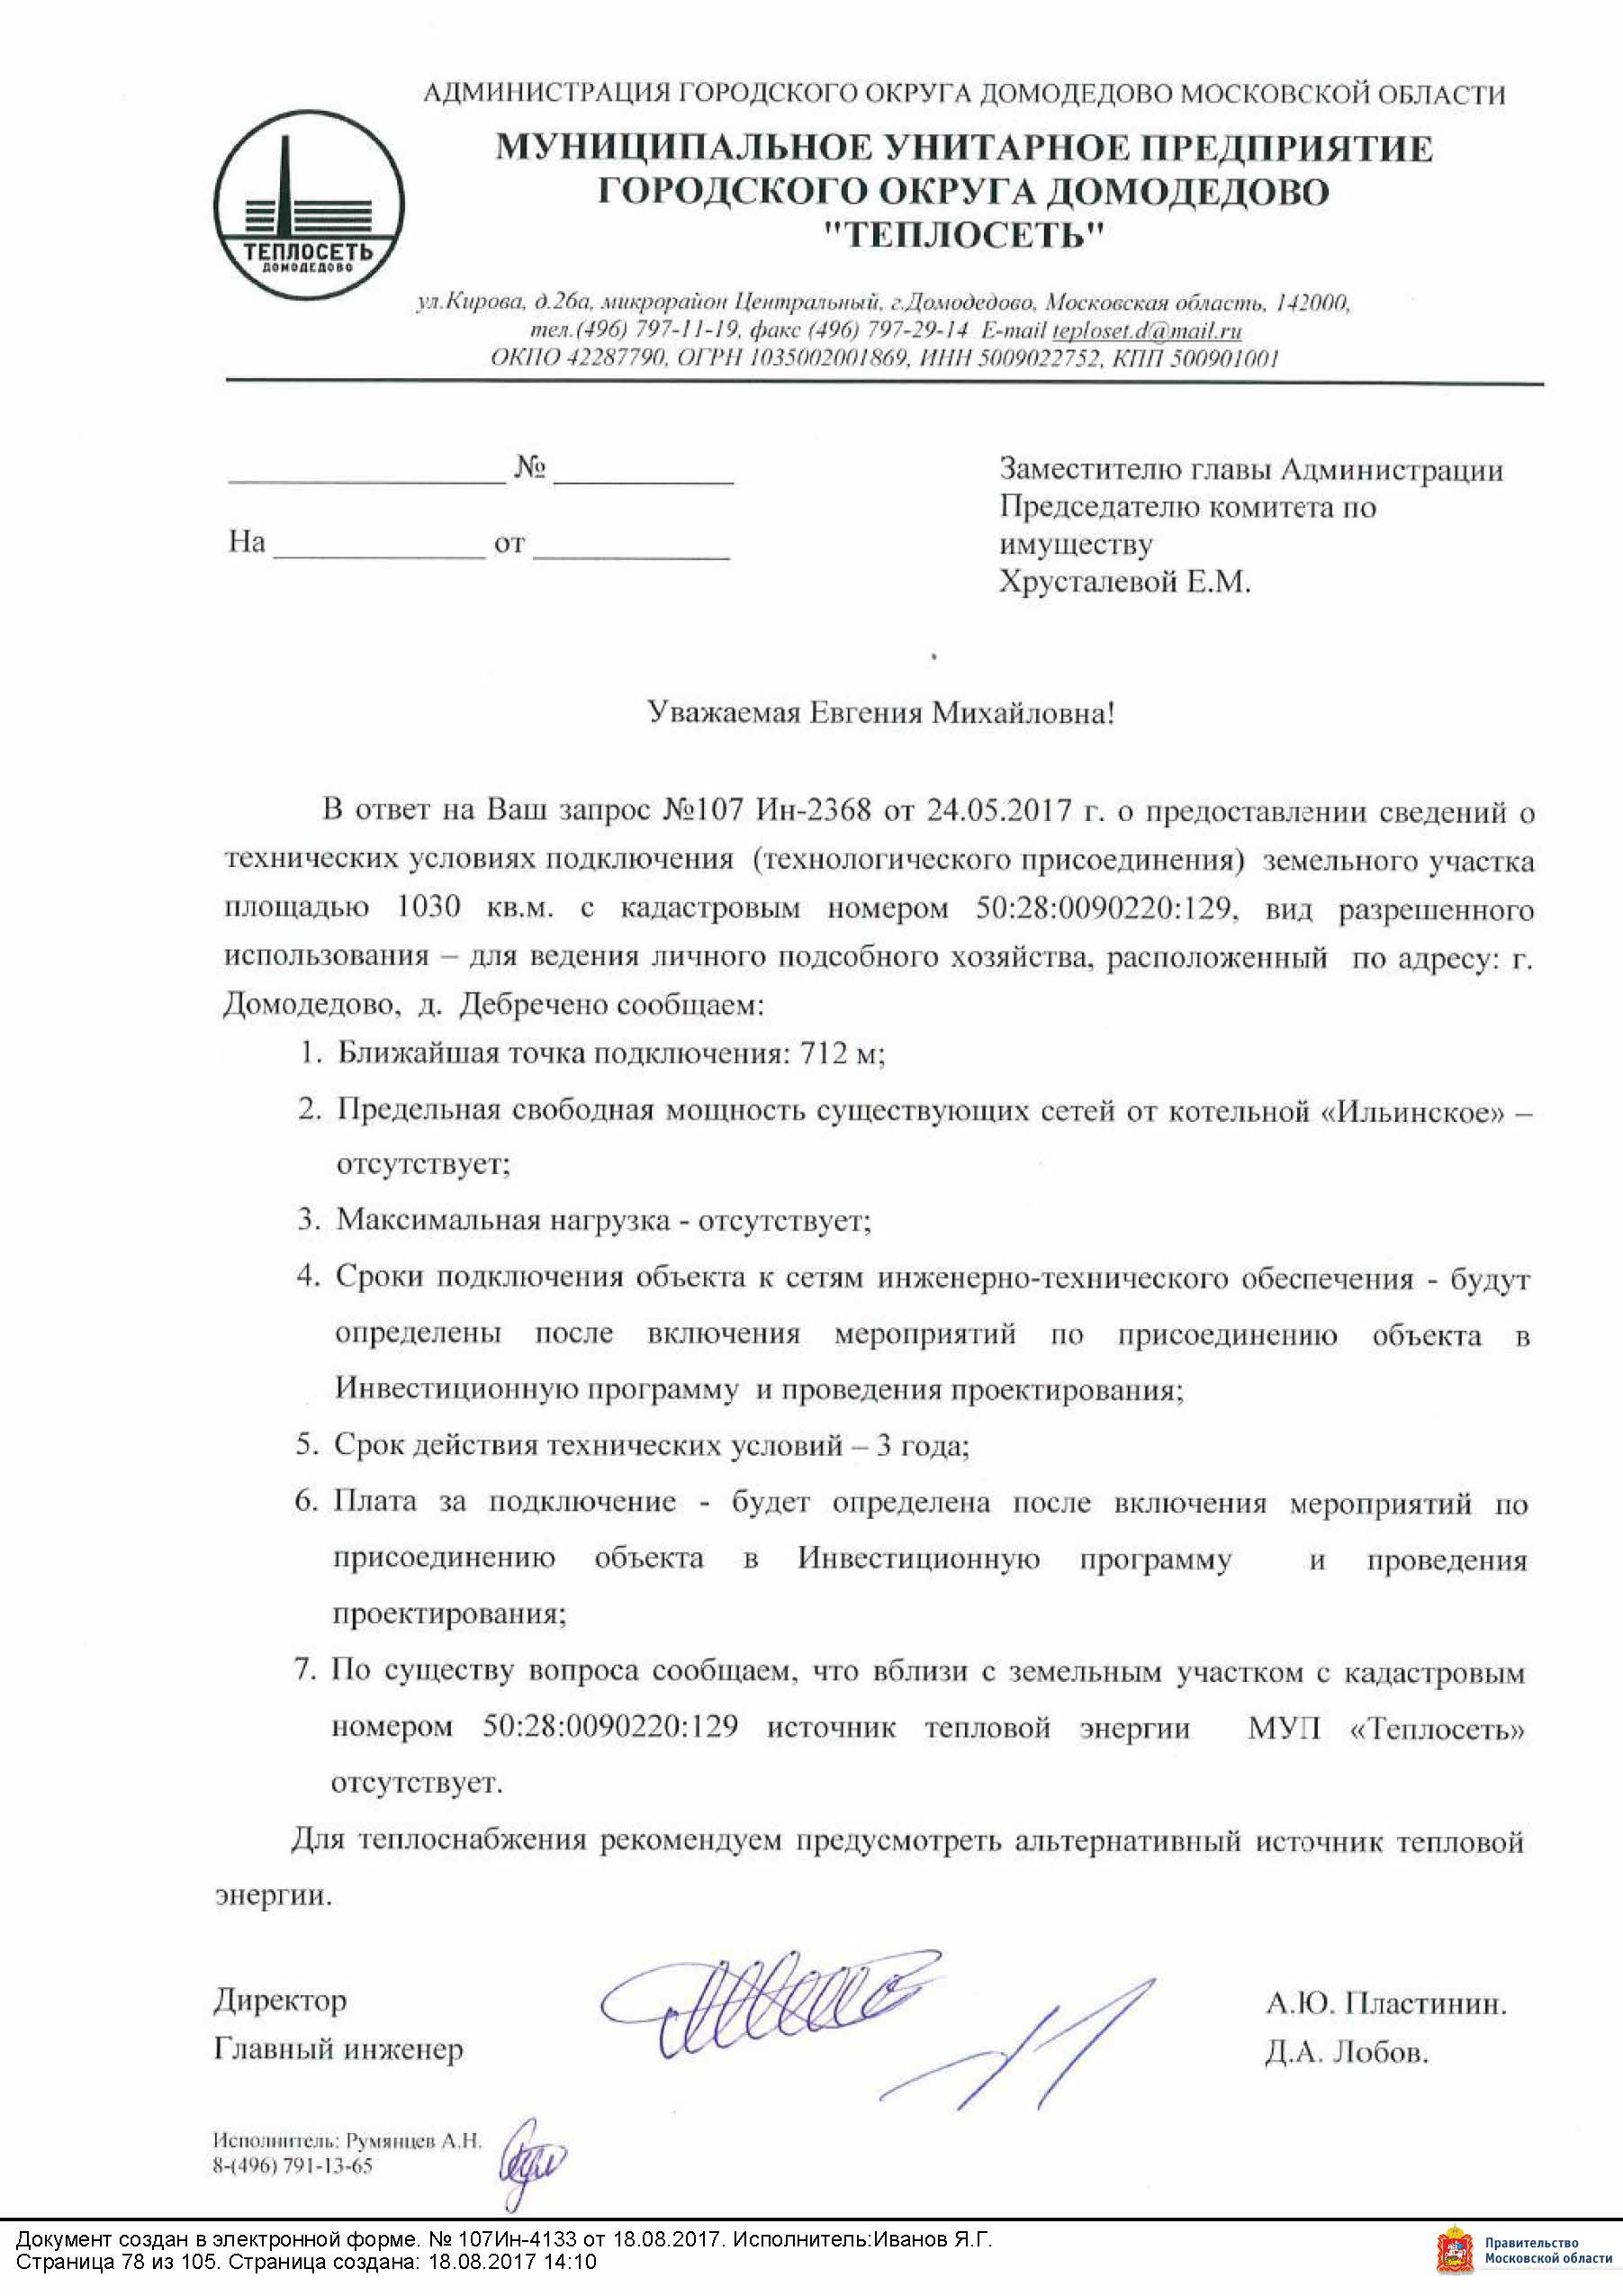 АДМИНИСТРАЦИЯ ГОРОДСКОГО ОКРУГА ДОМОДЕДОВО МОСКОВСКОЙ ОБЛАСТИ
МУНИЦИПАЛЬНОЕ УНИТАРНОЕ ПРЕДПРИЯТИЕ
ГОРОДСКОГО ОКРУГА ДОМОДЕДОВО
"ТЕПЛОСЕТЬ"
ТЕПЛОСЕТЬ
ДОМОДЕДОВО
ул.Кирова, д.26а, микрорайон Центральный, г.Домодедово, Московская область, 142000,
тел.(496) 797-11-19, факс (496) 797-29-14 E-mail teploset.d@mail.ru
ОКПО 42287790, ОГРН 1035002001869, ИНН 5009022752, КПП 500901001
№
На от
Заместителю главы Администрации
Председателю комитета по
имуществу
Хрусталевой Е.М.
Уважаемая Евгения Михайловна!
В ответ на Ваш запрос №107 Ин-2368 от 24.05.2017 г. о предоставлении сведений о
технических условиях подключения (технологического присоединения) земельного участка
площадью 1030 кв.м. с кадастровым номером 50:28:0090220:129, вид разрешенного
использования – для ведения личного подсобного хозяйства, расположенный по адресу: г.
Домодедово, д. Дебречено сообщаем:
1. Ближайшая точка подключения: 712 м;
2. Предельная свободная мощность существующих сетей от котельной «Ильинское» –
отсутствует;
3. Максимальная нагрузка - отсутствует;
4. Сроки подключения объекта к сетям инженерно-технического обеспечения - будут
определены после включения мероприятий по присоединению объекта в
Инвестиционную программу и проведения проектирования;
5. Срок действия технических условий – 3 года;
6. Плата за подключение - будет определена после включения мероприятий по
присоединению объекта в Инвестиционную программу и проведения
проектирования;
7. По существу вопроса сообщаем, что вблизи с земельным участком с кадастровым
номером 50:28:0090220:129 источник тепловой энергии МУП «Теплосеть»
отсутствует.
Для теплоснабжения рекомендуем предусмотреть альтернативный источник тепловой
энергии.
Директор А.Ю. Пластинин.
Главный инженер Д.А. Лобов.
Исполнитель: Румянцев А.Н.
8-(496) 791-13-65
Документ создан в электронной форме. № 107Ин-4133 от 18.08.2017. Исполнитель:Иванов Я.Г.
Страница 78 из 105. Страница создана: 18.08.2017 14:10
Правительство
Московской области